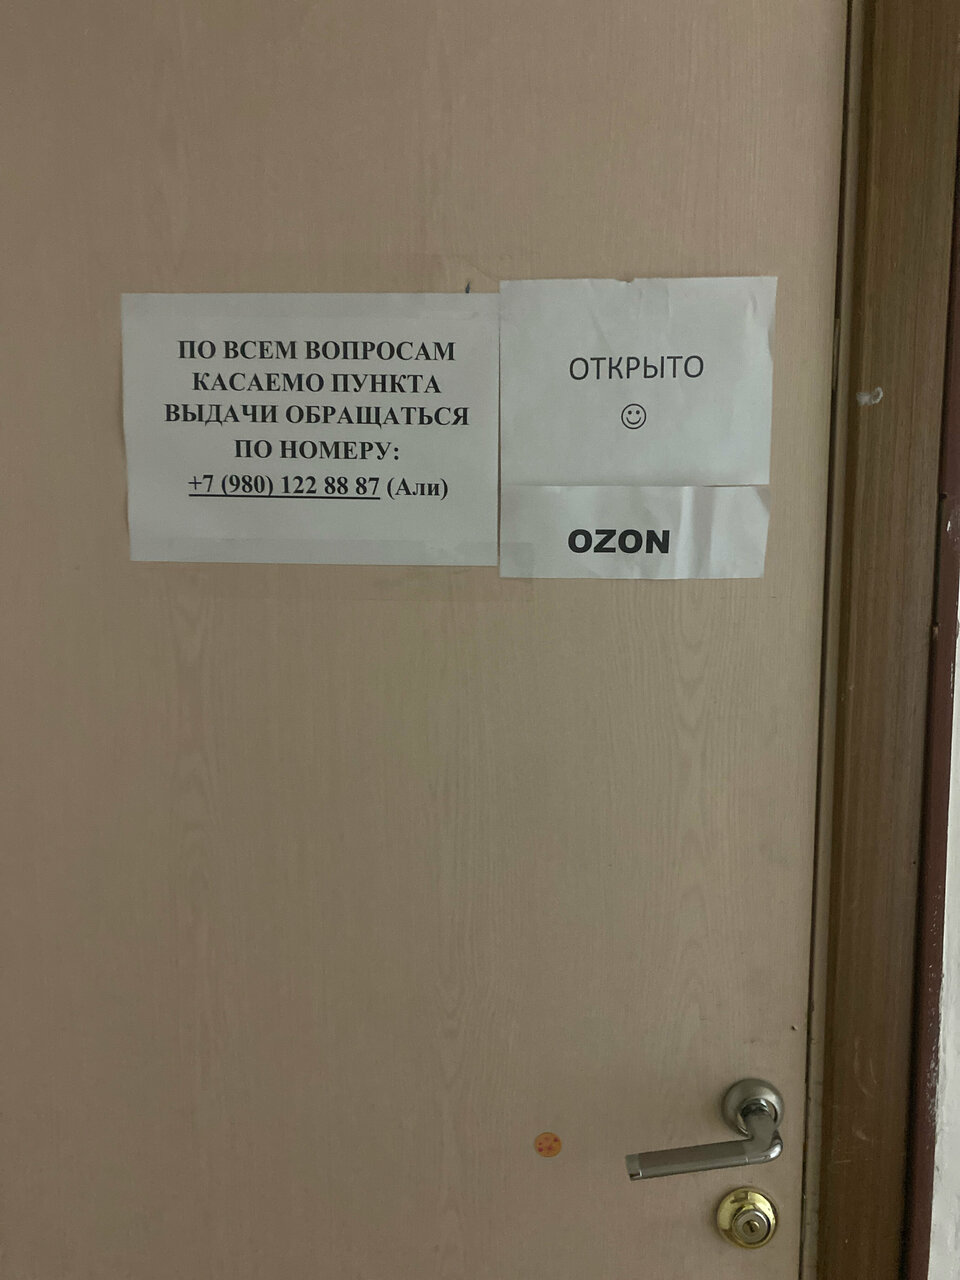 ПО ВСЕМ ВОПРОСАМ
КАСАЕМО ПУНКТА
ВЫДАЧИ ОБРАЩАТЬСЯ
ПО НОМЕРУ:
+7 (980) 122 88 87 (Али)
ОТКРЫТО
☺
OZON